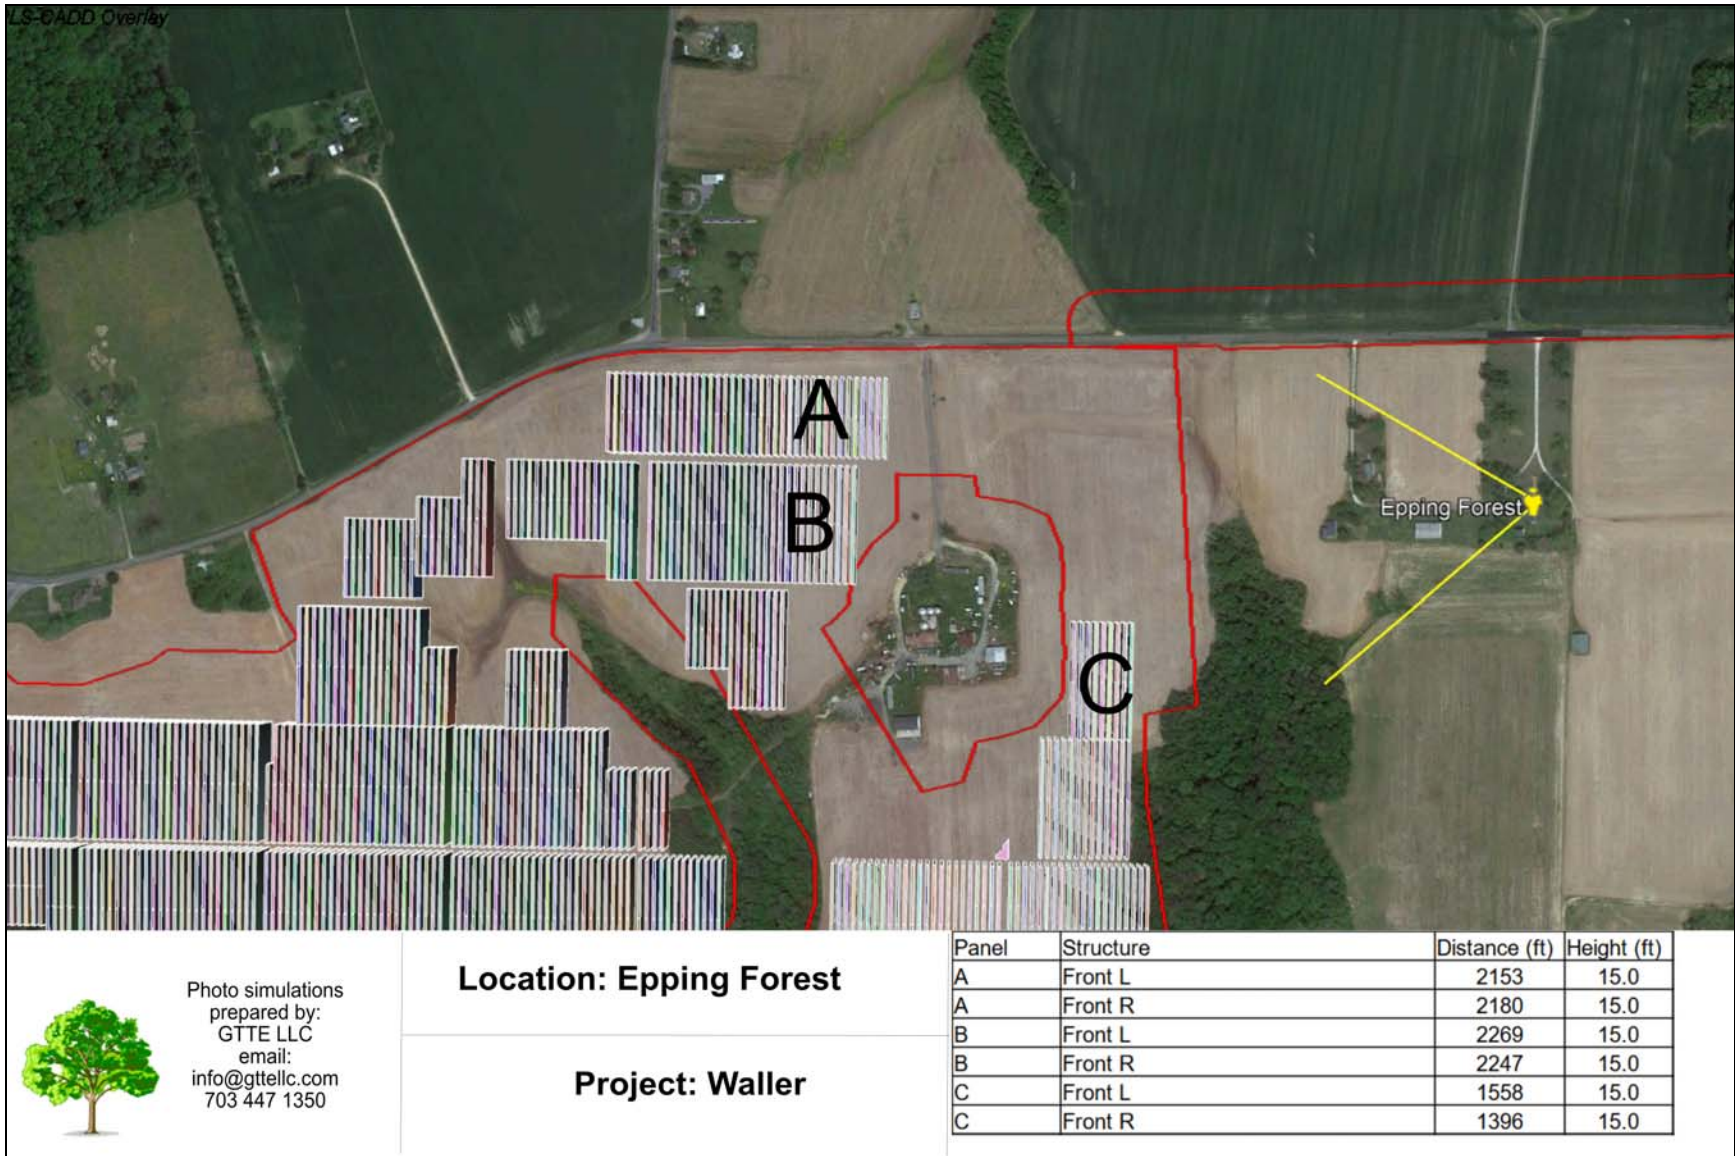 LS-CADD Overlay
A
B
C
Epping Forest
Photo simulations
prepared by:
GTTE LLC
email:
info@gttellc.com
703 447 1350
Location: Epping Forest
Project: Waller
Panel Structure Distance (ft) Height (ft)
A Front L 2153 15.0
A Front R 2180 15.0
B Front L 2269 15.0
B Front R 2247 15.0
C Front L 1558 15.0
C Front R 1396 15.0